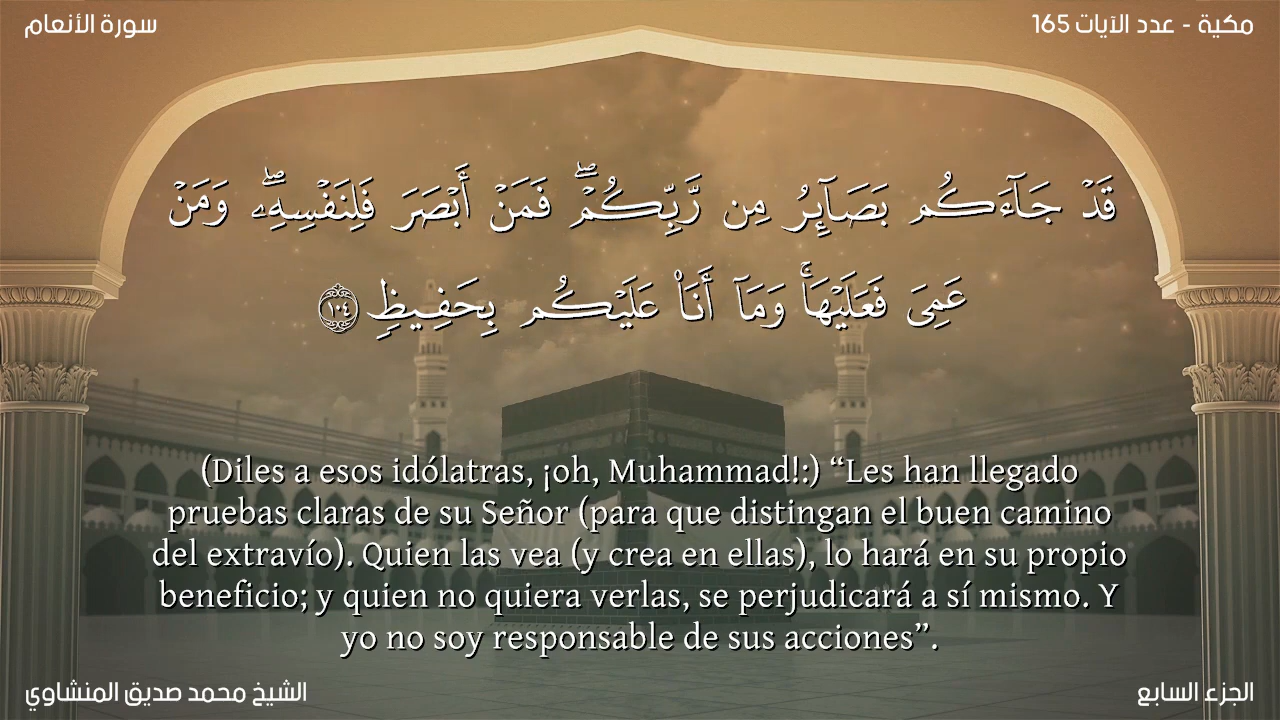 مكية - عدد الآيات 165
سورة الأنعام
قَدۡ جَآءَكُم بَصَآئِرُ مِن رَّبِّكُمۡۖ فَمَنۡ أَبۡصَرَ فَلِنَفۡسِهِۦۖ وَمَنۡ
عَمِيَ فَعَلَيۡهَاۚ وَمَآ أَنَا۠ عَلَيۡكُم بِحَفِيظٖ ١٠٤
(Diles a esos idólatras, ¡oh, Muhammad!:) “Les han llegado
pruebas claras de su Señor (para que distingan el buen camino
del extravío). Quien las vea (y crea en ellas), lo hará en su propio
beneficio; y quien no quiera verlas, se perjudicará a sí mismo. Y
yo no soy responsable de sus acciones”.
الجزء السابع
الشيخ محمد صديق المنشاوي